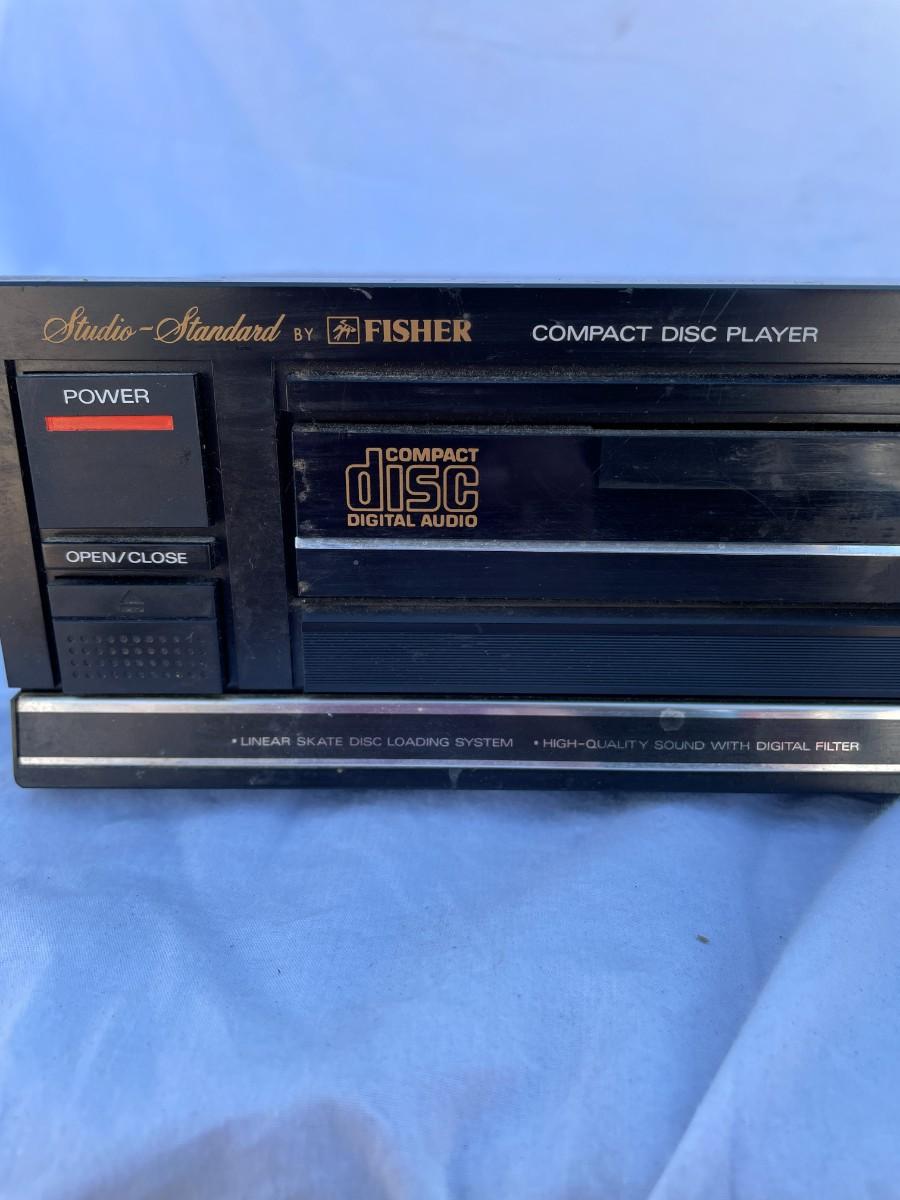 Studio-Standard BY FISHER COMPACT DISC PLAYER
POWER
COMPACT
disc
DIGITAL AUDIO
OPEN/CLOSE
• LINEAR SKATE DISC LOADING SYSTEM • HIGH-QUALITY SOUND WITH DIGITAL FILTER